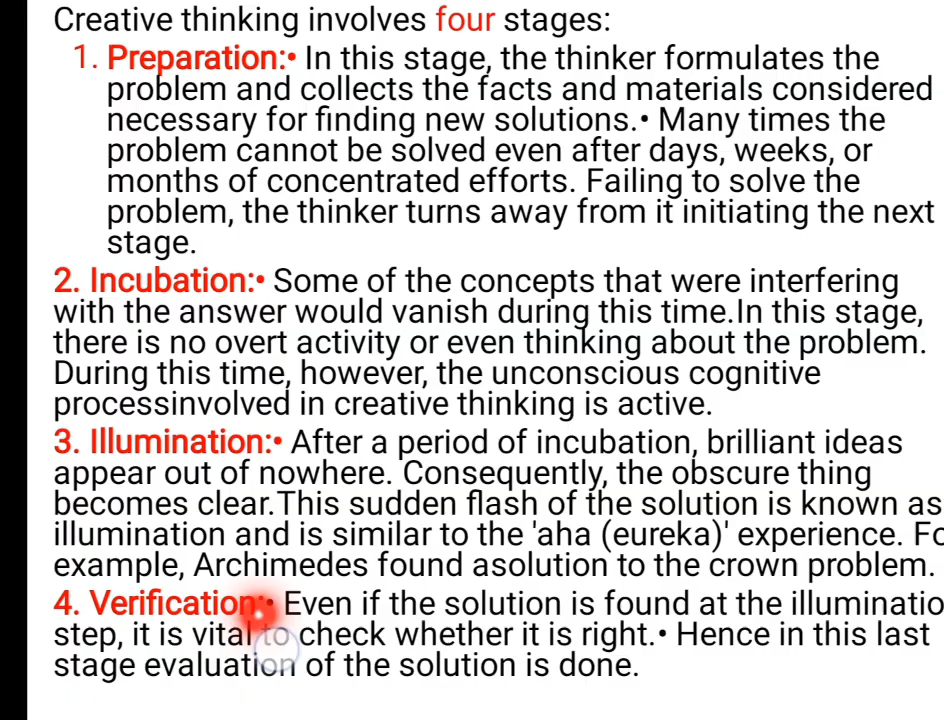 Creative thinking involves four stages:
1. Preparation:• In this stage, the thinker formulates the
problem and collects the facts and materials considered
necessary for finding new solutions.• Many times the
problem cannot be solved even after days, weeks, or
months of concentrated efforts. Failing to solve the
problem, the thinker turns away from it initiating the next
stage.
2. Incubation:• Some of the concepts that were interfering
with the answer would vanish during this time.In this stage,
there is no overt activity or even thinking about the problem.
During this time, however, the unconscious cognitive
processinvolved in creative thinking is active.
3. Illumination:• After a period of incubation, brilliant ideas
appear out of nowhere. Consequently, the obscure thing
becomes clear.This sudden flash of the solution is known as
illumination and is similar to the 'aha (eureka)' experience. Fo
example, Archimedes found asolution to the crown problem.
4. Verification:• Even if the solution is found at the illuminatio
step, it is vital to check whether it is right.• Hence in this last
stage evaluation of the solution is done.